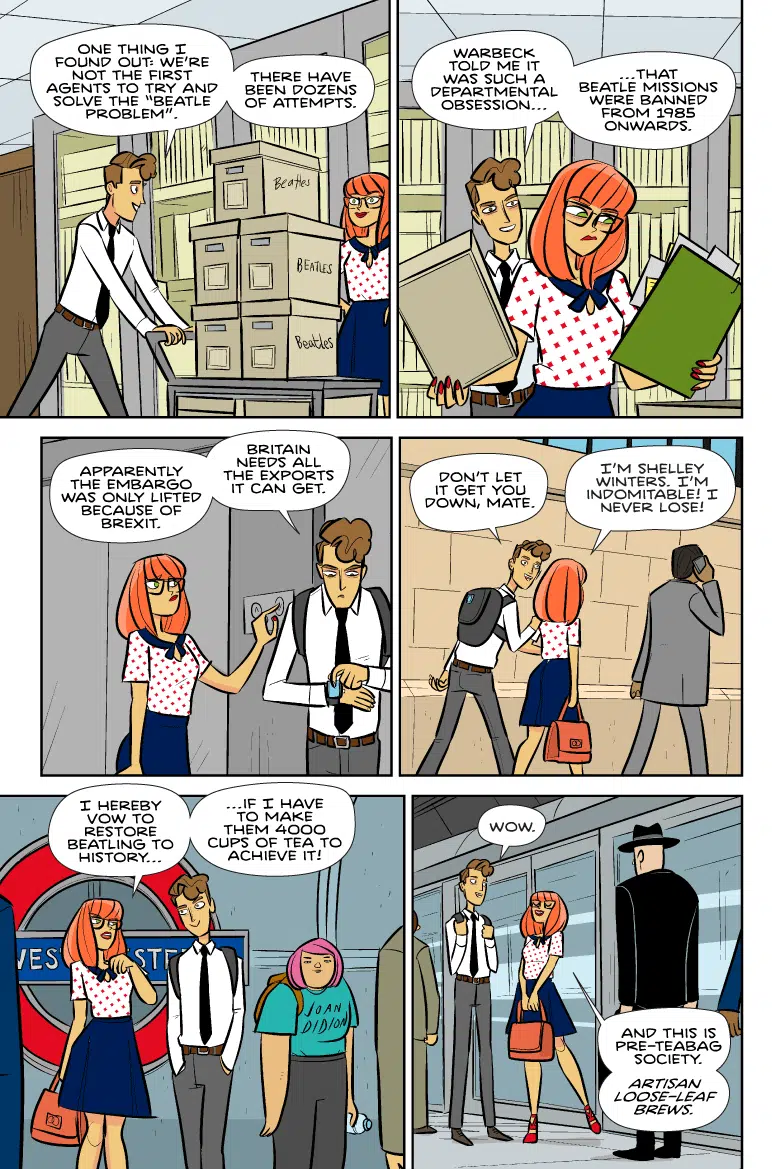 ONE THING I
FOUND OUT: WE'RE
NOT THE FIRST
AGENTS TO TRY AND
SOLVE THE "BEATLE
PROBLEM".
THERE HAVE
BEEN DOZENS
OF ATTEMPTS.
Beatles
BEATLES
Beatles
WARBECK
TOLD ME IT
WAS SUCH A
DEPARTMENTAL
OBSESSION...
...THAT
BEATLE MISSIONS
WERE BANNED
FROM 1985
ONWARDS.
APPARENTLY
THE EMBARGO
WAS ONLY LIFTED
BECAUSE OF
BREXIT.
BRITAIN
NEEDS ALL
THE EXPORTS
IT CAN GET.
DON'T LET
IT GET YOU
DOWN, MATE.
I'M SHELLEY
WINTERS. I'M
INDOMITABLE! I
NEVER LOSE!
I HEREBY
VOW TO
RESTORE
BEATLING TO
HISTORY...
...IF I HAVE
TO MAKE
THEM 4000
CUPS OF TEA TO
ACHIEVE IT!
WES STE
JOAN
DIDION
WOW.
AND THIS IS
PRE-TEABAG
SOCIETY.
ARTISAN
LOOSE-LEAF
BREWS.